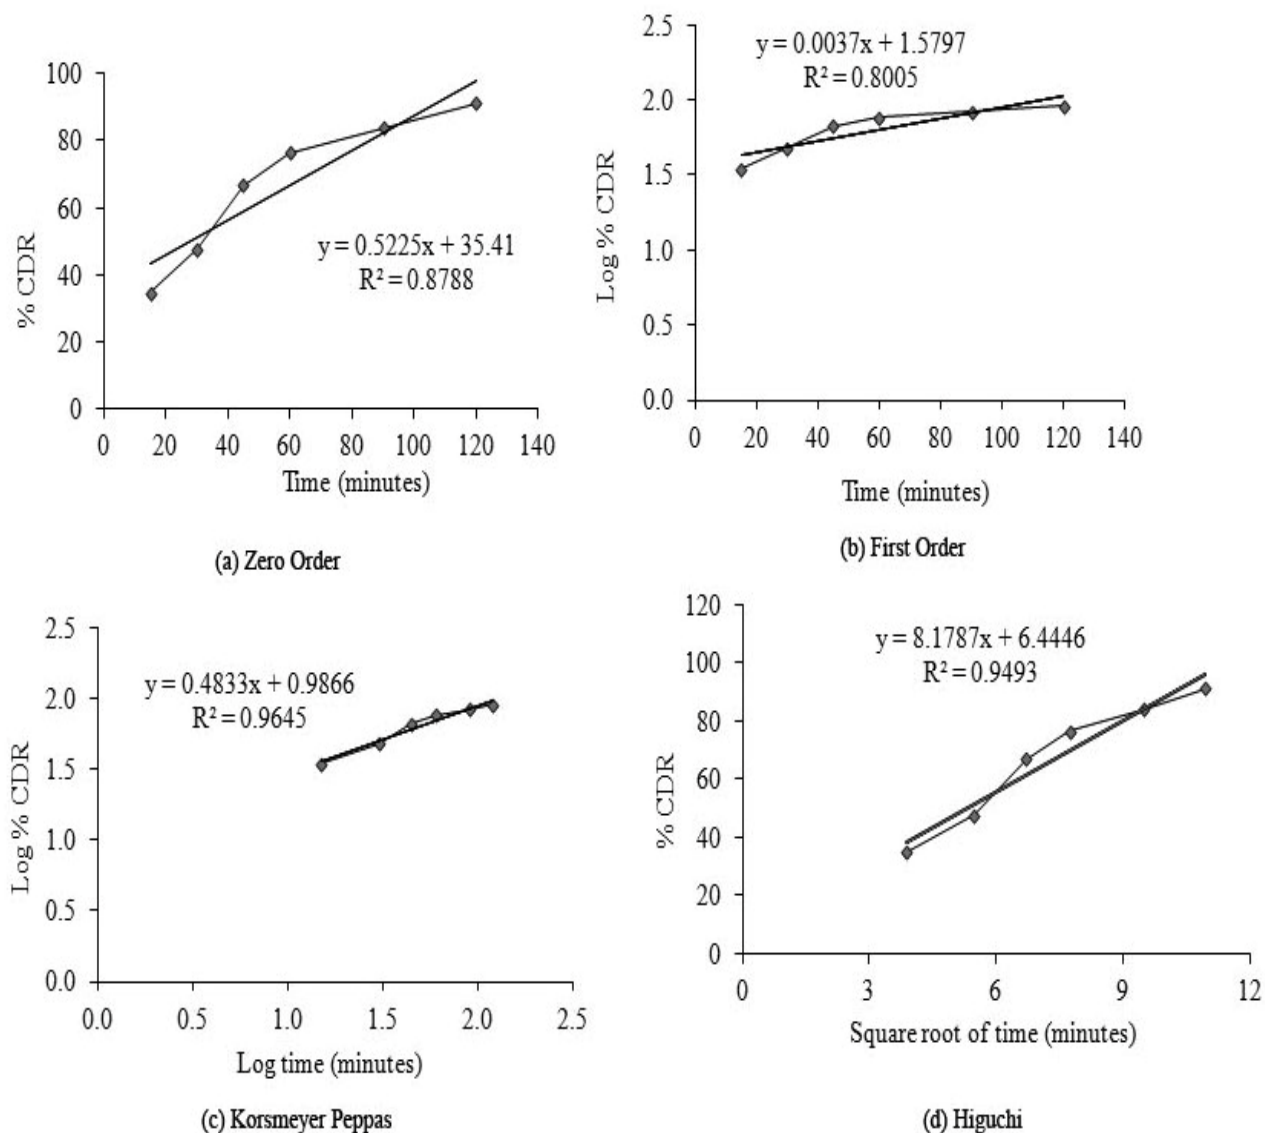 y = 0.5225x + 35.41
R² = 0.8788
% CDR
100
80
60
40
20
0
0 20 40 60 80 100 120 140
Time (minutes)
(a) Zero Order
y = 0.0037x + 1.5797
R² = 0.8005
Log % CDR
2.5
2.0
1.5
1.0
0.5
0.0
0 20 40 60 80 100 120 140
Time (minutes)
(b) First Order
y = 0.4833x + 0.9866
R² = 0.9645
Log % CDR
2.5
2.0
1.5
1.0
0.5
0.0
0.0 0.5 1.0 1.5 2.0 2.5
Log time (minutes)
(c) Korsmeyer Peppas
y = 8.1787x + 6.4446
R² = 0.9493
% CDR
120
100
80
60
40
20
0
0 3 6 9 12
Square root of time (minutes)
(d) Higuchi